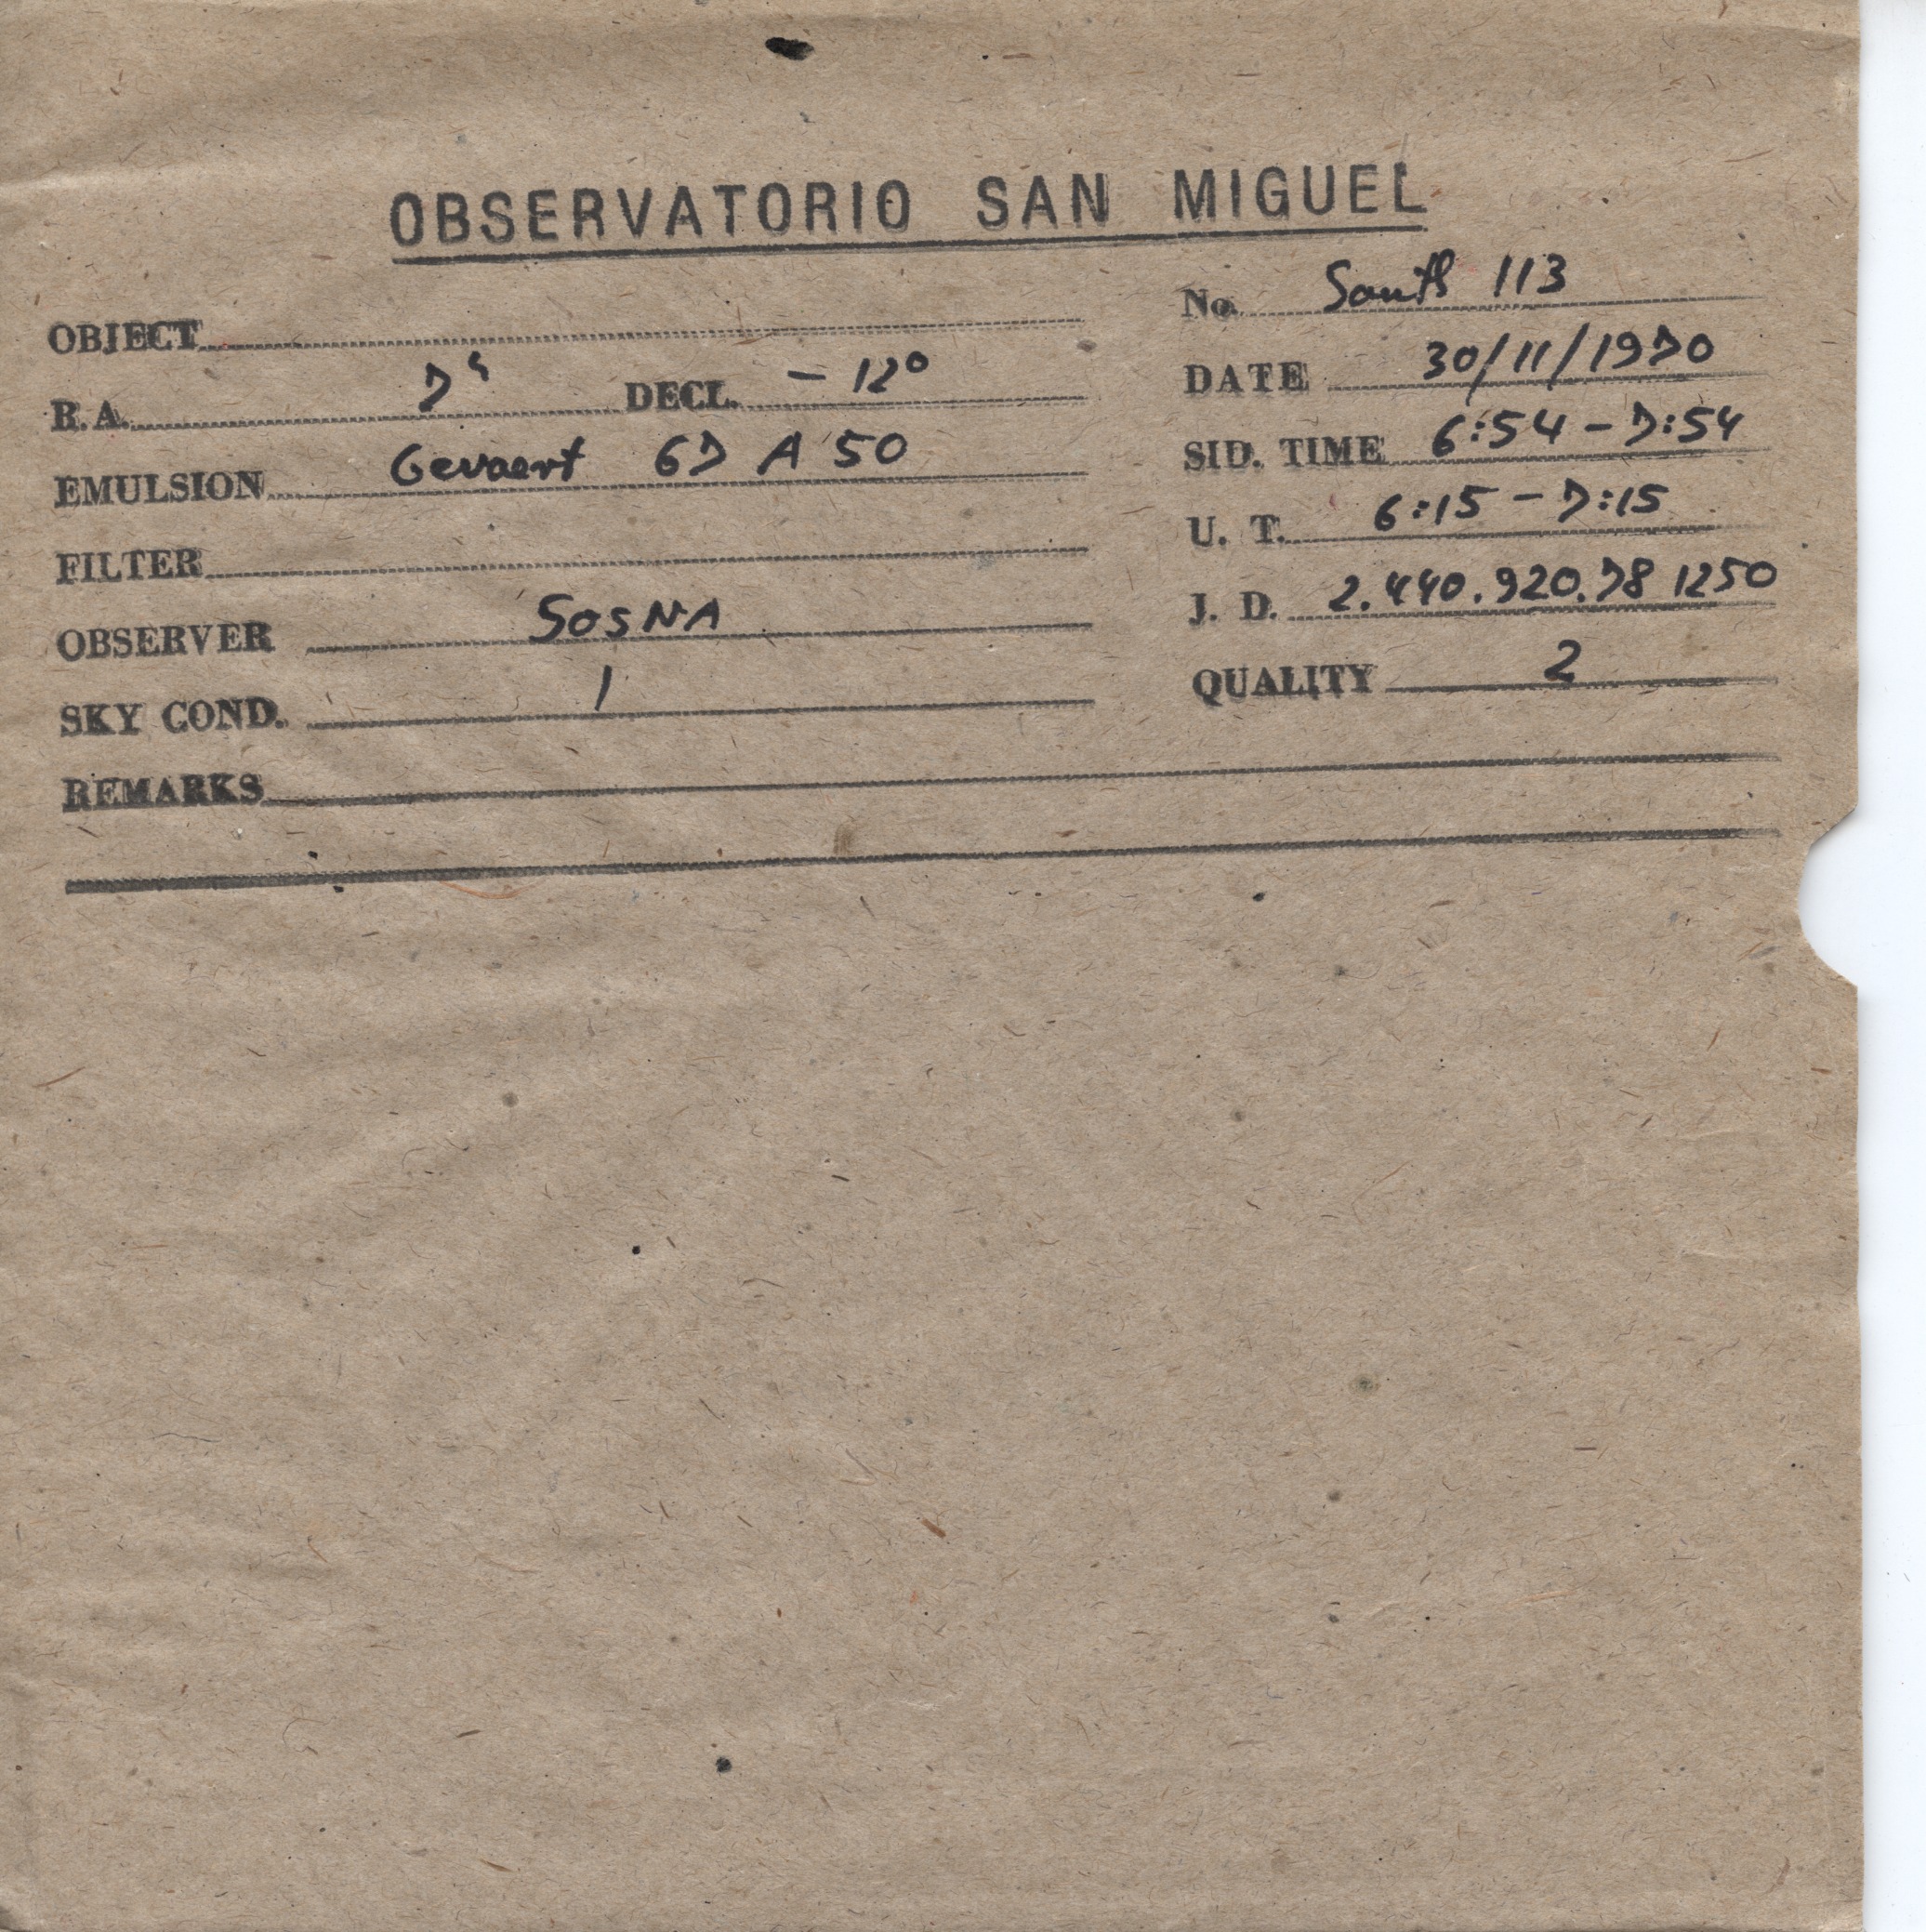 OBSERVATORIO SAN MIGUEL
No. South 113
OBJECT
DATE 30/11/1970
R.A. 7h DECL. - 12°
SID. TIME 6:54 - 7:54
EMULSION Gevaert 67 A 50
U. T. 6:15 - 7:15
FILTER
J. D. 2.440.920.78 1250
OBSERVER SOSNA
QUALITY 2
SKY COND. 1
REMARKS